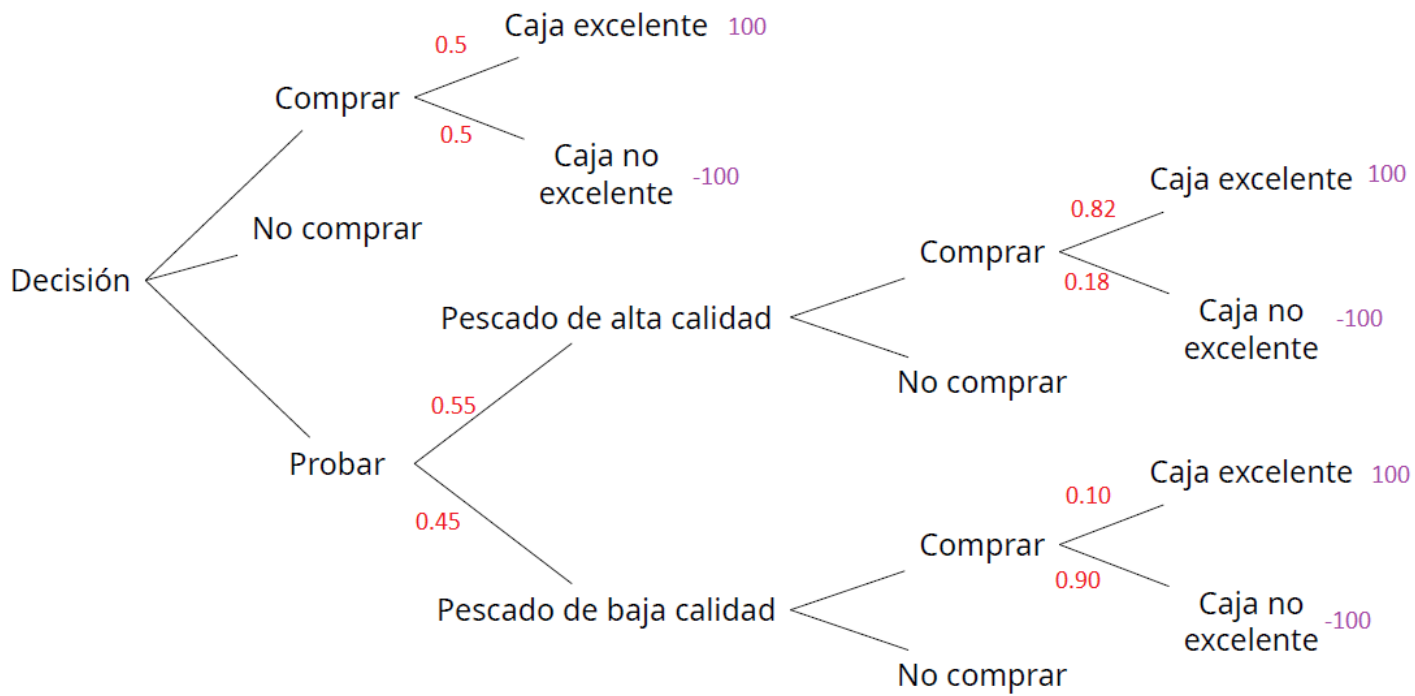 Caja excelente 100
0.5
Comprar
0.5
Caja no
excelente -100
No comprar
Decisión
Probar
0.55
Pescado de alta calidad
Comprar
0.82
Caja excelente 100
0.18
Caja no
excelente -100
No comprar
0.45
Pescado de baja calidad
Comprar
0.10
Caja excelente 100
0.90
Caja no
excelente -100
No comprar